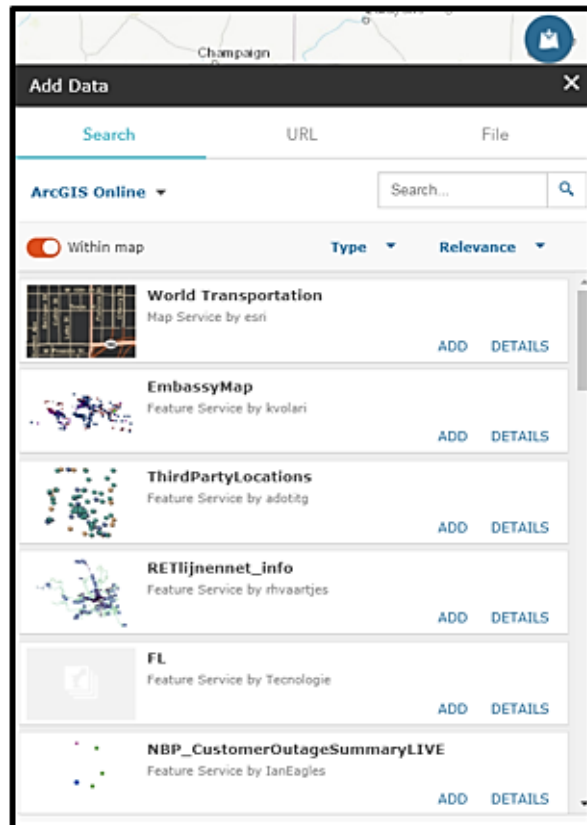 Champaign
Add Data
Search URL File
ArcGIS Online
Search...
Within map Type Relevance
World Transportation
Map Service by esri
ADD DETAILS
EmbassyMap
Feature Service by kvolari
ADD DETAILS
ThirdPartyLocations
Feature Service by adotitg
ADD DETAILS
RETlijnennet_info
Feature Service by rhvaartjes
ADD DETAILS
FL
Feature Service by Tecnologie
ADD DETAILS
NBP_CustomerOutageSummaryLIVE
Feature Service by IanEagles
ADD DETAILS